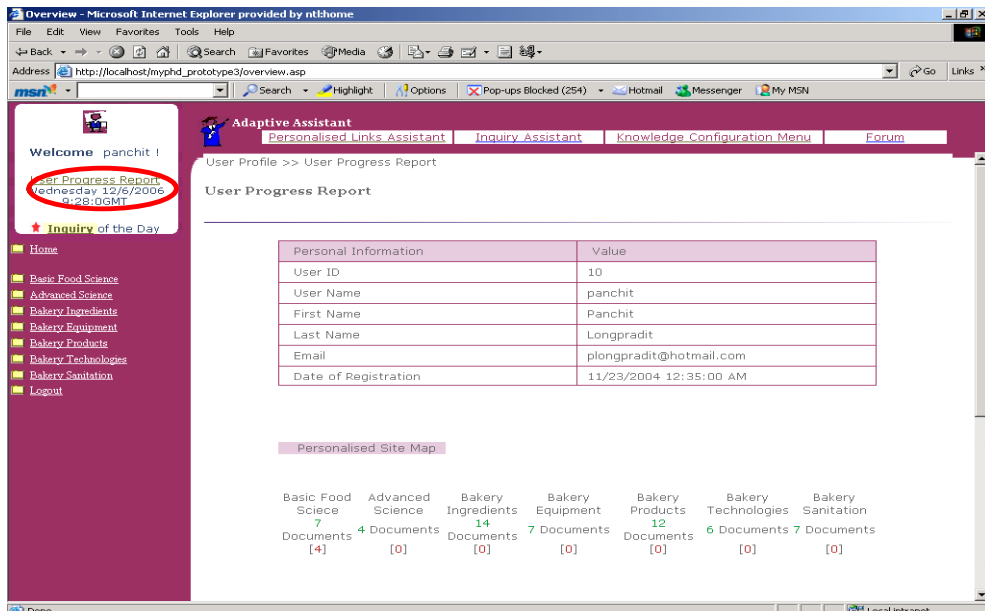 Overview - Microsoft Internet Explorer provided by ntl:home
File Edit View Favorites Tools Help
Back Search Favorites Media
Address http://localhost/myphd_prototype3/overview.asp Go Links »
msn Search Highlight Options Pop-ups Blocked (254) Hotmail Messenger My MSN
Welcome panchit !
User Progress Report
Wednesday 12/6/2006
9:28:0GMT
Inquiry of the Day
Home
Basic Food Science
Advanced Science
Bakery Ingredients
Bakery Equipment
Bakery Products
Bakery Technologies
Bakery Sanitation
Logout
Adaptive Assistant
Personalised Links Assistant Inquiry Assistant Knowledge Configuration Menu Forum
User Profile >> User Progress Report
User Progress Report
Personal Information Value
User ID 10
User Name panchit
First Name Panchit
Last Name Longpradit
Email plongpradit@hotmail.com
Date of Registration 11/23/2004 12:35:00 AM
Personalised Site Map
Basic Food Sciece 7 Documents [4]
Advanced Science 4 Documents [0]
Bakery Ingredients 14 Documents [0]
Bakery Equipment 7 Documents [0]
Bakery Products 12 Documents [0]
Bakery Technologies 6 Documents [0]
Bakery Sanitation 7 Documents [0]
Done Local intranet